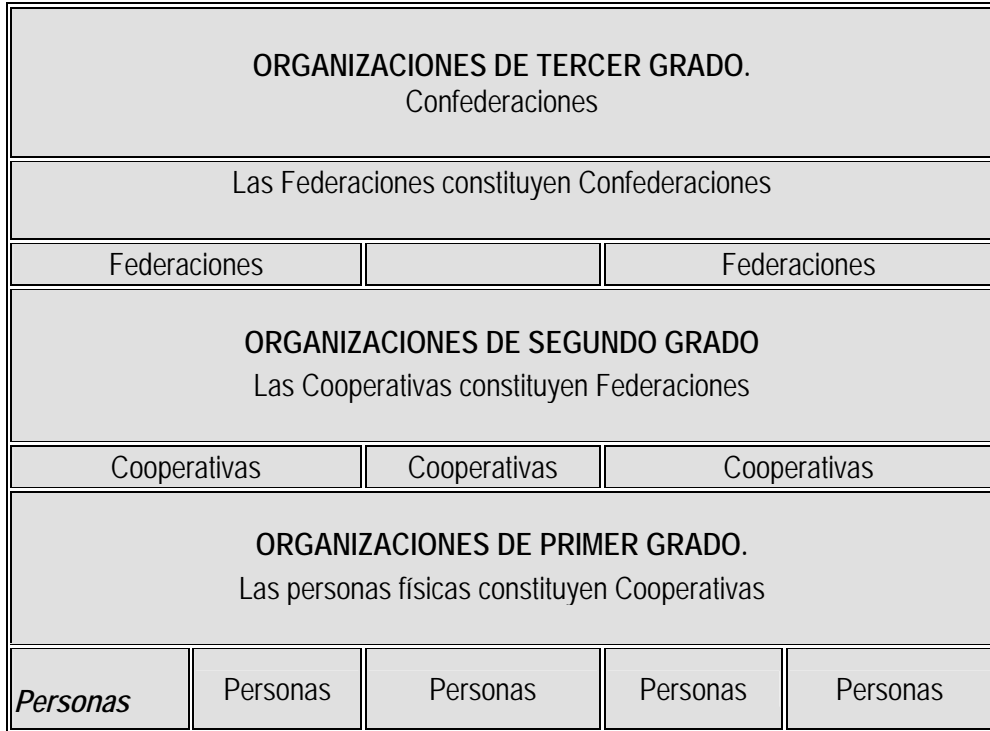 ORGANIZACIONES DE TERCER GRADO.
Confederaciones
Las Federaciones constituyen Confederaciones
Federaciones Federaciones
ORGANIZACIONES DE SEGUNDO GRADO
Las Cooperativas constituyen Federaciones
Cooperativas Cooperativas Cooperativas
ORGANIZACIONES DE PRIMER GRADO.
Las personas físicas constituyen Cooperativas
Personas Personas Personas Personas Personas